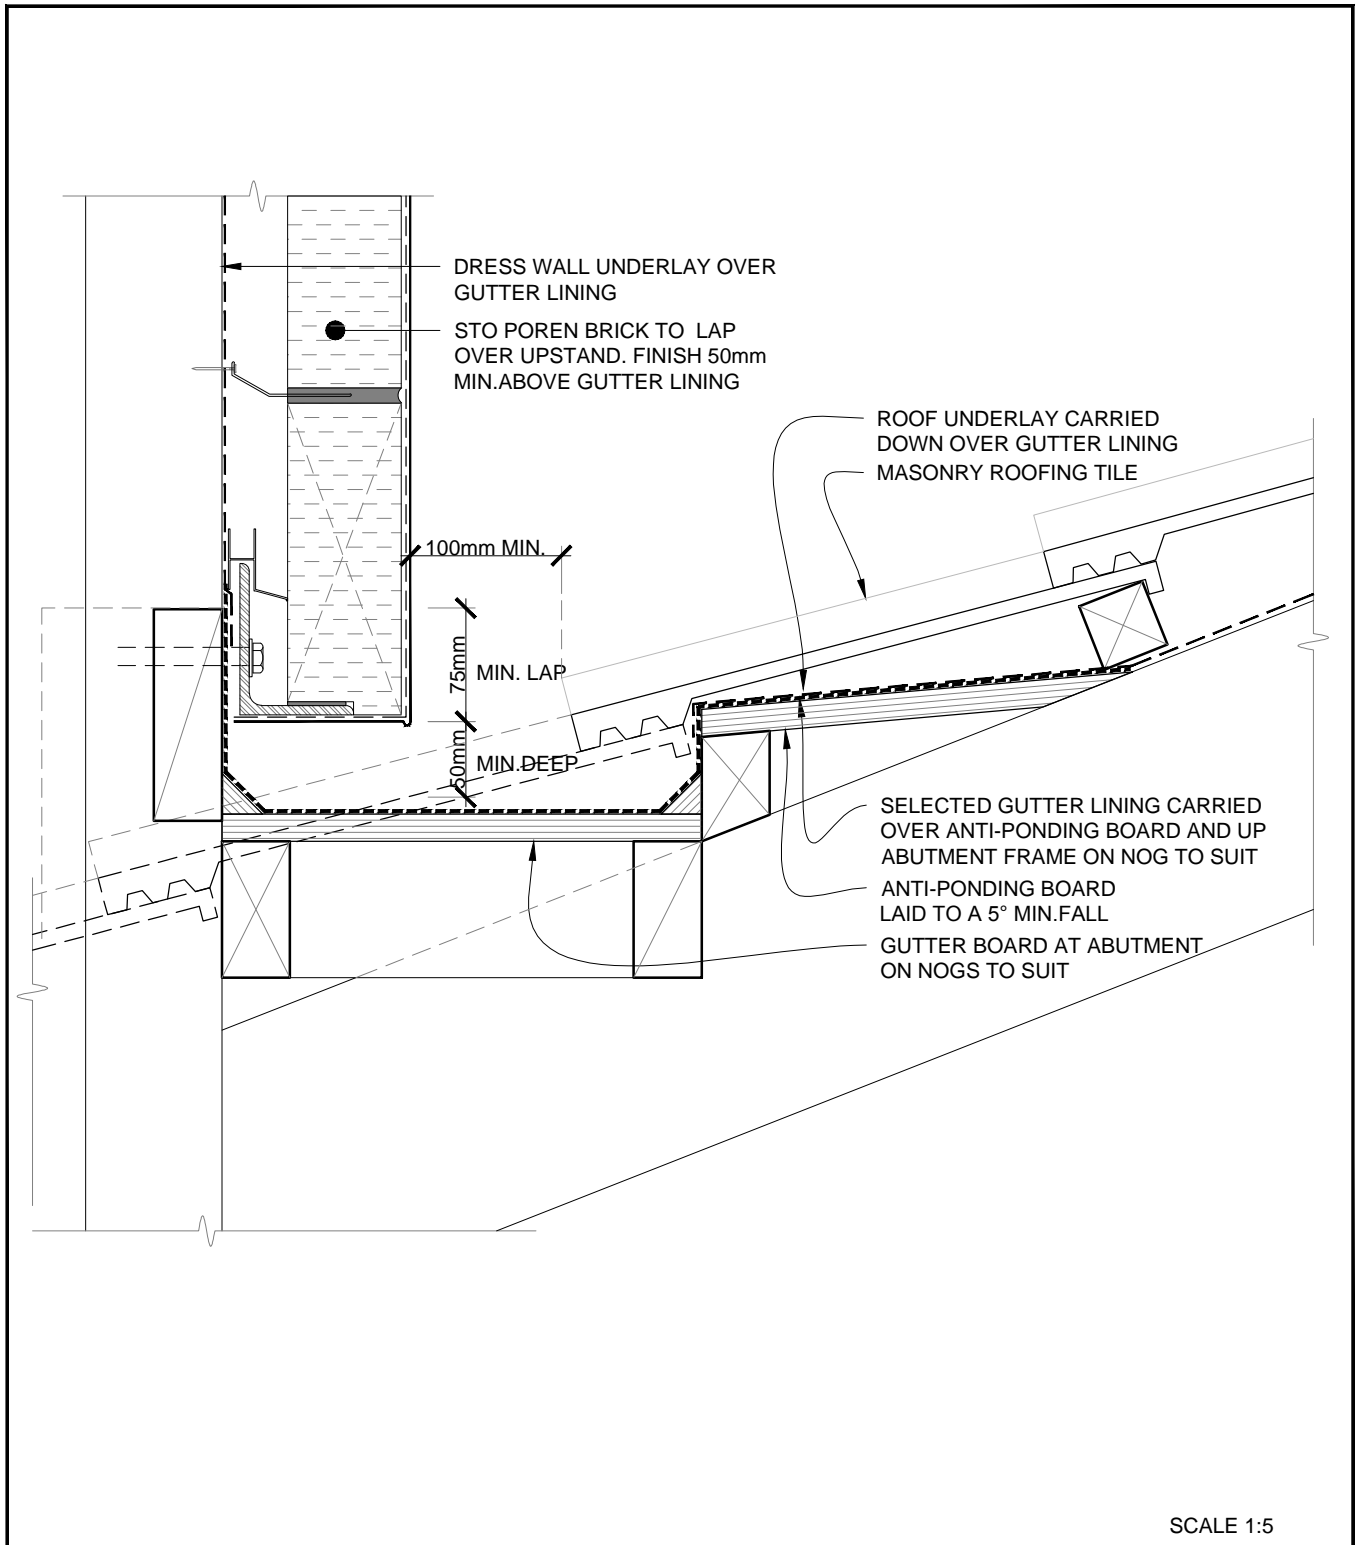 DRESS WALL UNDERLAY OVER
GUTTER LINING
STO POREN BRICK TO LAP
OVER UPSTAND. FINISH 50mm
MIN.ABOVE GUTTER LINING
ROOF UNDERLAY CARRIED
DOWN OVER GUTTER LINING
MASONRY ROOFING TILE
100mm MIN.
75mm
MIN. LAP
50mm
MIN.DEEP
SELECTED GUTTER LINING CARRIED
OVER ANTI-PONDING BOARD AND UP
ABUTMENT FRAME ON NOG TO SUIT
ANTI-PONDING BOARD
LAID TO A 5° MIN.FALL
GUTTER BOARD AT ABUTMENT
ON NOGS TO SUIT
SCALE 1:5